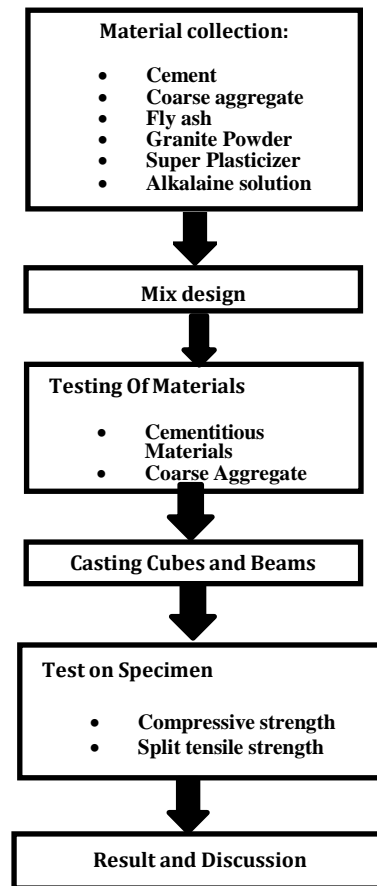 Material collection:
• Cement
• Coarse aggregate
• Fly ash
• Granite Powder
• Super Plasticizer
• Alkalaine solution
Mix design
Testing Of Materials
• Cementitious
Materials
• Coarse Aggregate
Casting Cubes and Beams
Test on Specimen
• Compressive strength
• Split tensile strength
Result and Discussion